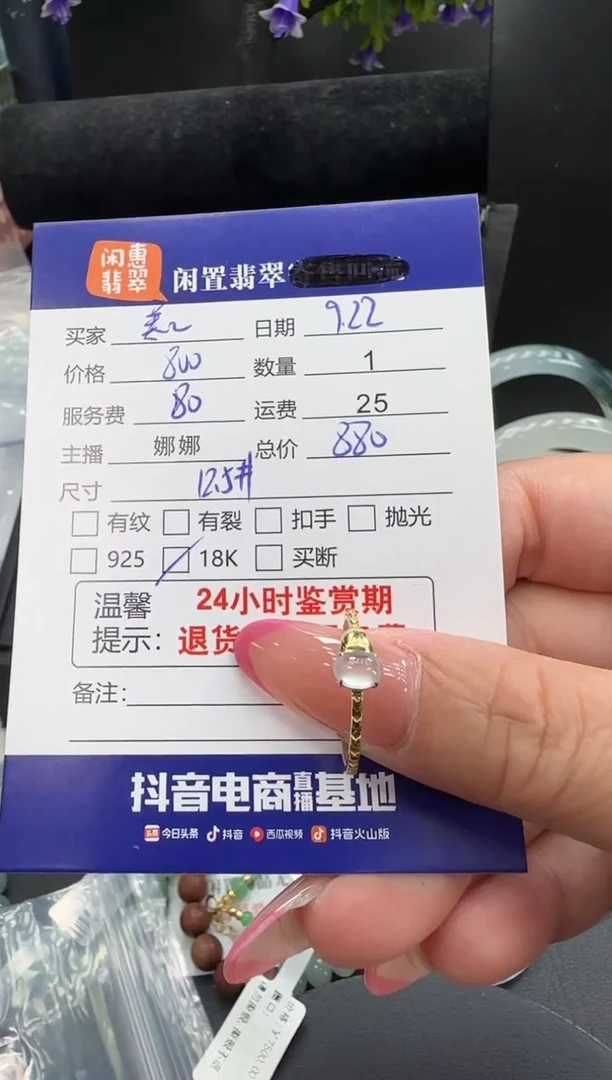 闲惠
翡翠
闲置翡翠
买家 日期 9.22
价格 800 数量 1
服务费 80 运费 25
主播 娜娜 总价 880
尺寸 12.5#
有纹 有裂 扣手 抛光
925 18K 买断
温馨 24小时鉴赏期
提示: 退货
备注:
抖音电商直播基地
头条 今日头条 抖音 西瓜视频 抖音火山版